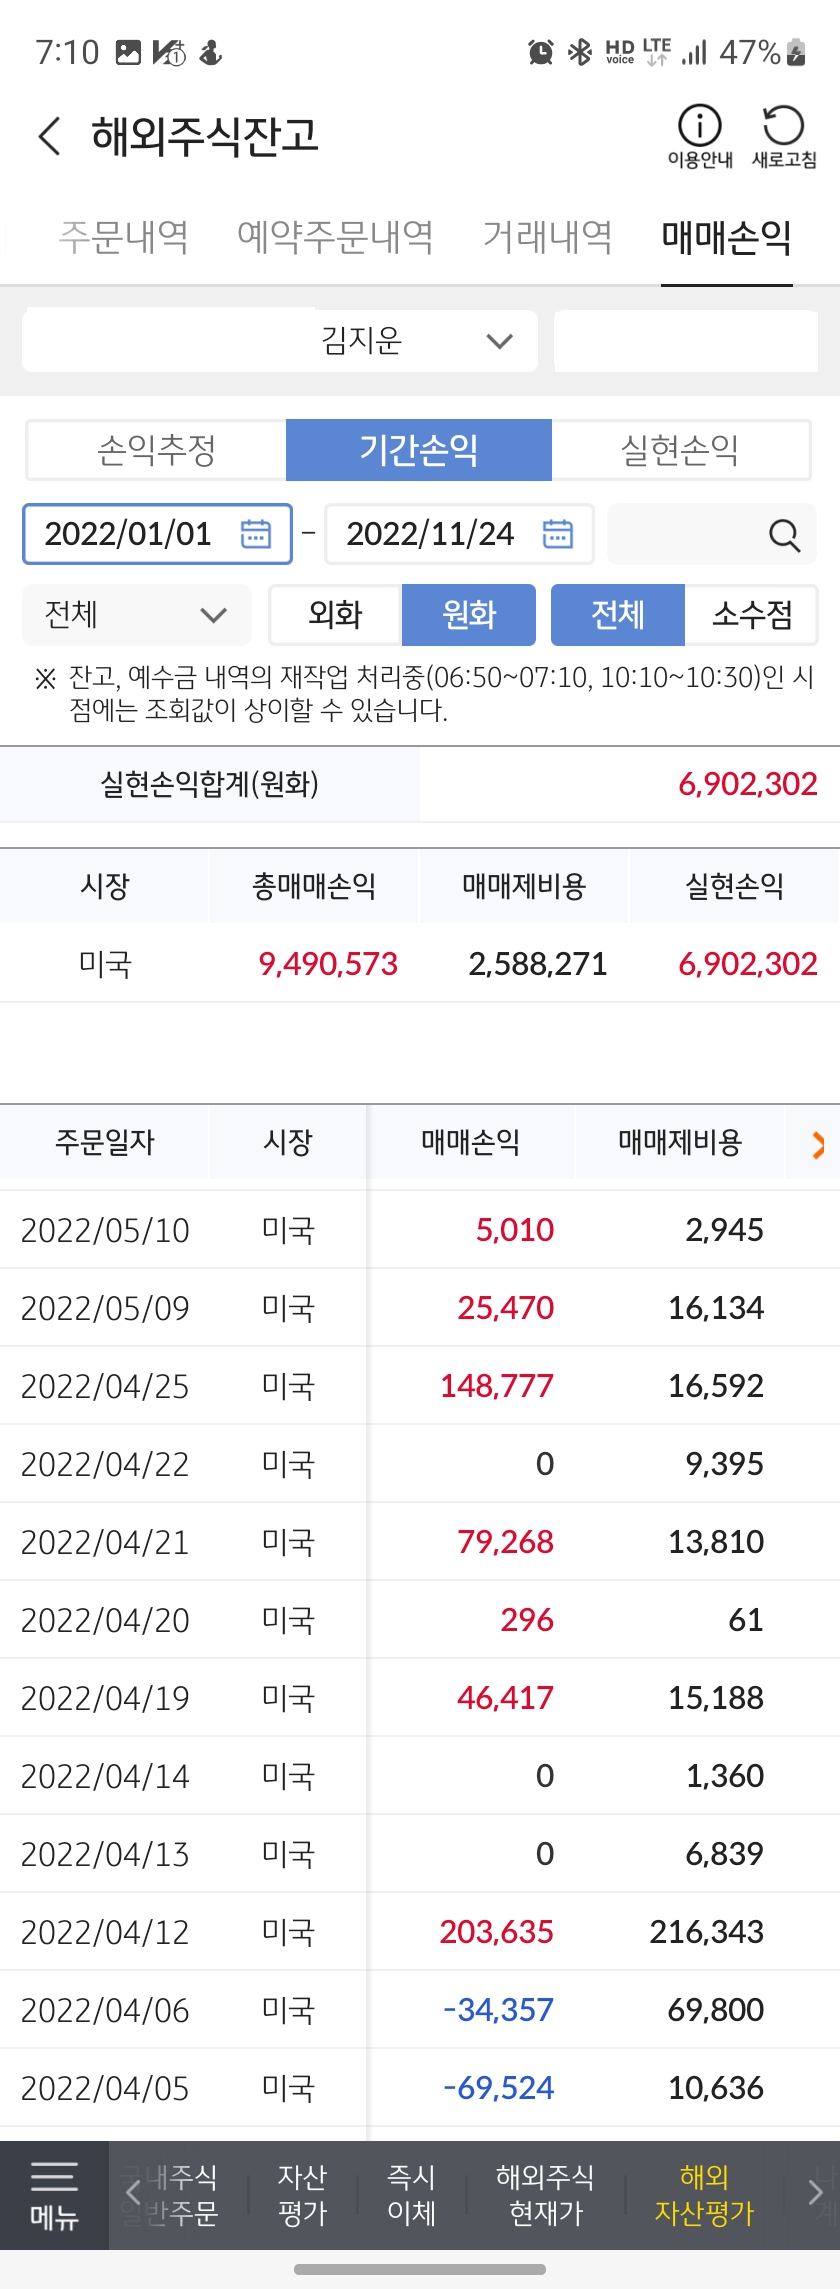 7:10 HD voice LTE 47%
해외주식잔고 이용안내 새로고침
주문내역 예약주문내역 거래내역 매매손익
김지운
손익추정 기간손익 실현손익
2022/01/01 - 2022/11/24
전체 외화 원화 전체 소수점
※ 잔고, 예수금 내역의 재작업 처리중(06:50~07:10, 10:10~10:30)인 시
점에는 조회값이 상이할 수 있습니다.
실현손익합계(원화) 6,902,302
시장 총매매손익 매매제비용 실현손익
미국 9,490,573 2,588,271 6,902,302
주문일자 시장 매매손익 매매제비용
2022/05/10 미국 5,010 2,945
2022/05/09 미국 25,470 16,134
2022/04/25 미국 148,777 16,592
2022/04/22 미국 0 9,395
2022/04/21 미국 79,268 13,810
2022/04/20 미국 296 61
2022/04/19 미국 46,417 15,188
2022/04/14 미국 0 1,360
2022/04/13 미국 0 6,839
2022/04/12 미국 203,635 216,343
2022/04/06 미국 -34,357 69,800
2022/04/05 미국 -69,524 10,636
메뉴
국내주식 일반주문
자산 평가
즉시 이체
해외주식 현재가
해외 자산평가